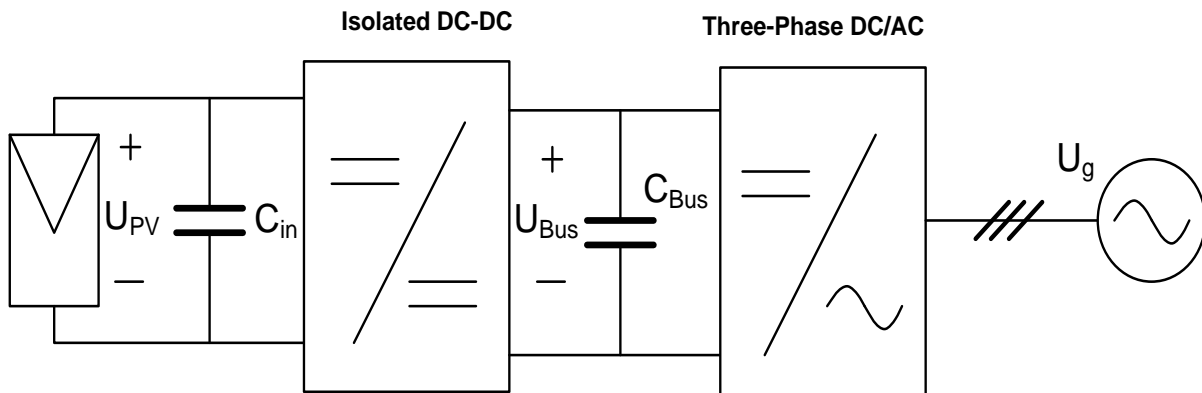 Isolated DC-DC
Three-Phase DC/AC
+
U_PV
−
C_in
+
U_Bus
−
C_Bus
U_g